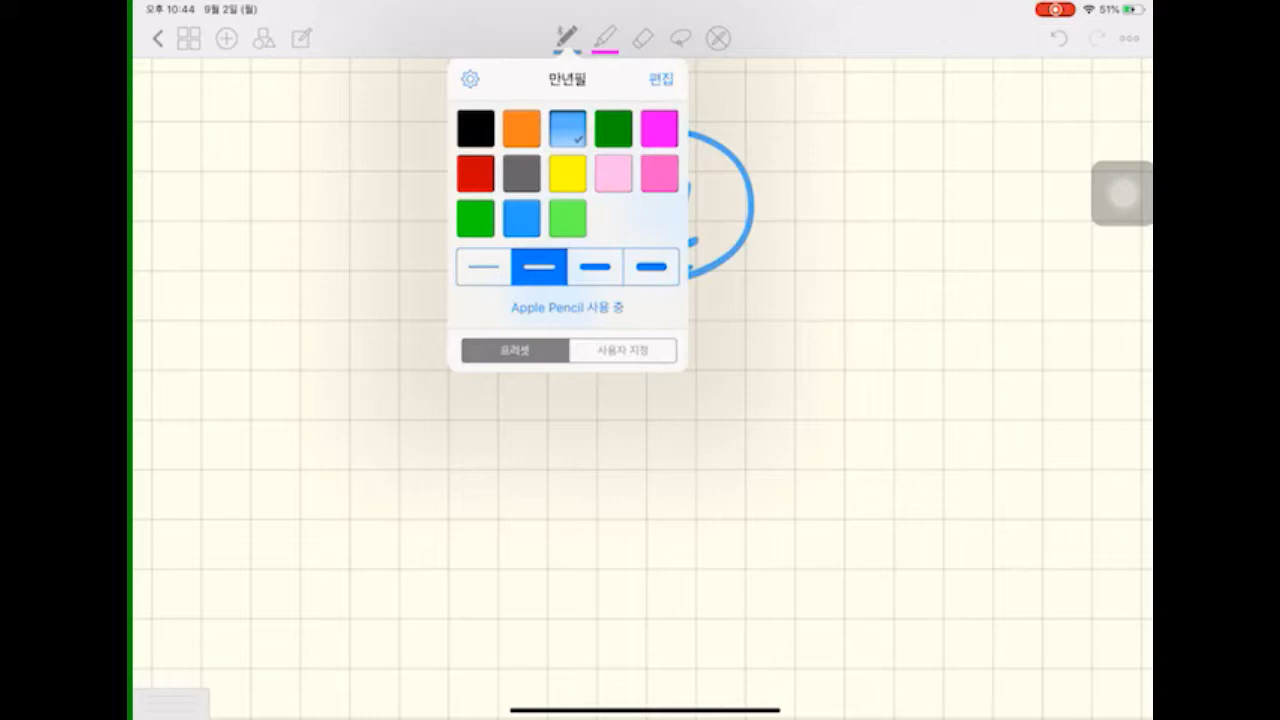 오후 10:44 9월 2일 (월)
51%
만년필
편집
Apple Pencil 사용 중
프리셋
사용자 지정